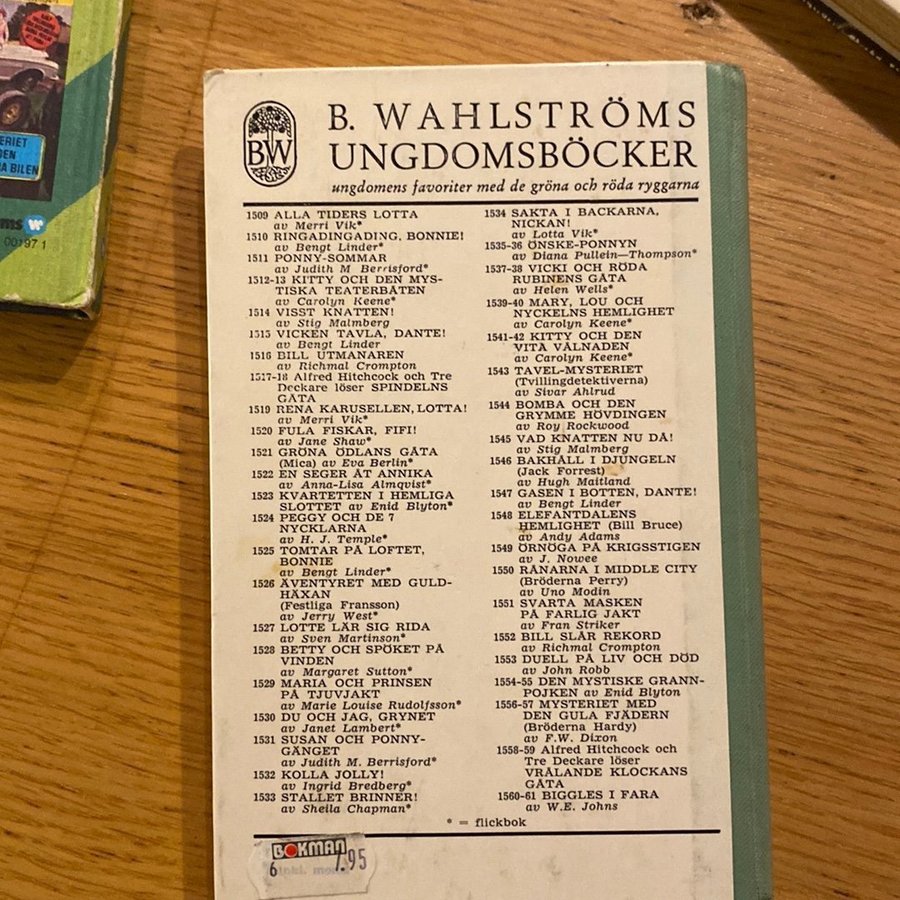 ERIET
DEN
A BILEN
ms
00197 1
BW
B. WAHLSTRÖMS
UNGDOMSBÖCKER
ungdomens favoriter med de gröna och röda ryggarna
1509 ALLA TIDERS LOTTA
av Merri Vik*
1510 RINGADINGADING, BONNIE!
av Bengt Linder*
1511 PONNY-SOMMAR
av Judith M Berrisford*
1512-13 KITTY OCH DEN MYS-
TISKA TEATERBÅTEN
av Carolyn Keene*
1514 VISST KNATTEN!
av Stig Malmberg
1515 VICKEN TAVLA, DANTE!
av Bengt Linder
1516 BILL UTMANAREN
av Richmal Crompton
1517-18 Alfred Hitchcock och Tre
Deckare löser SPINDELNS
GÅTA
1519 RENA KARUSELLEN, LOTTA!
av Merri Vik*
1520 FULA FISKAR, FIFI!
av Jane Shaw*
1521 GRÖNA ÖDLANS GÅTA
(Mica) av Eva Berlin*
1522 EN SEGER ÅT ANNIKA
av Anna-Lisa Almqvist*
1523 KVARTETTEN I HEMLIGA
SLOTTET av Enid Blyton*
1524 PEGGY OCH DE 7
NYCKLARNA
av H. J. Temple*
1525 TOMTAR PÅ LOFTET,
BONNIE
av Bengt Linder*
1526 ÄVENTYRET MED GULD-
HÄXAN
(Festliga Fransson)
av Jerry West*
1527 LOTTE LÄR SIG RIDA
av Sven Martinson*
1528 BETTY OCH SPÖKET PÅ
VINDEN
av Margaret Sutton*
1529 MARIA OCH PRINSEN
PÅ TJUVJAKT
av Marie Louise Rudolfsson*
1530 DU OCH JAG, GRYNET
av Janet Lambert*
1531 SUSAN OCH PONNY-
GÄNGET
av Judith M. Berrisford*
1532 KOLLA JOLLY!
av Ingrid Bredberg*
1533 STALLET BRINNER!
av Sheila Chapman*
1534 SAKTA I BACKARNA,
NICKAN!
av Lotta Vik*
1535-36 ÖNSKE-PONNYN
av Diana Pullein—Thompson*
1537-38 VICKI OCH RÖDA
RUBINENS GÅTA
av Helen Wells*
1539-40 MARY, LOU OCH
NYCKELNS HEMLIGHET
av Carolyn Keene*
1541-42 KITTY OCH DEN
VITA VÅLNADEN
av Carolyn Keene*
1543 TAVEL-MYSTERIET
(Tvillingdetektiverna)
av Sivar Ahlrud
1544 BOMBA OCH DEN
GRYMME HÖVDINGEN
av Roy Rockwood
1545 VAD KNATTEN NU DÅ!
av Stig Malmberg
1546 BAKHÅLL I DJUNGELN
(Jack Forrest)
av Hugh Maitland
1547 GASEN I BOTTEN, DANTE!
av Bengt Linder
1548 ELEFANTDALENS
HEMLIGHET (Bill Bruce)
av Andy Adams
1549 ÖRNÖGA PÅ KRIGSSTIGEN
av J. Nowee
1550 RÅNARNA I MIDDLE CITY
(Bröderna Perry)
av Uno Modin
1551 SVARTA MASKEN
PÅ FARLIG JAKT
av Fran Striker
1552 BILL SLÅR REKORD
av Richmal Crompton
1553 DUELL PÅ LIV OCH DÖD
av John Robb
1554-55 DEN MYSTISKE GRANN-
POJKEN av Enid Blyton
1556-57 MYSTERIET MED
DEN GULA FJÄDERN
(Bröderna Hardy)
av F.W. Dixon
1558-59 Alfred Hitchcock och
Tre Deckare löser
VRÅLANDE KLOCKANS
GÅTA
1560-61 BIGGLES I FARA
av W.E. Johns
* = flickbok
BOKMAN
6 7.95
inkl. moms